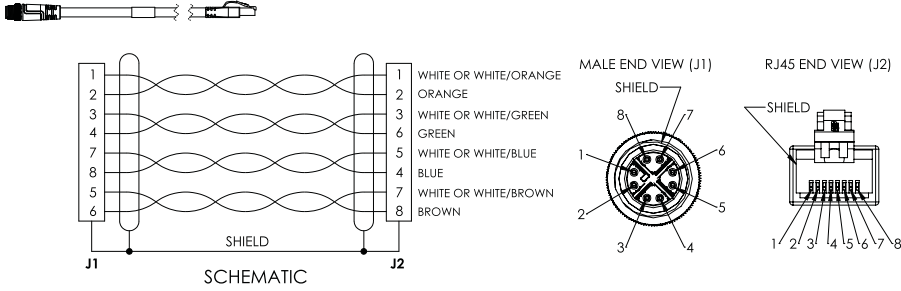 1 1 WHITE OR WHITE/ORANGE
2 2 ORANGE
3 3 WHITE OR WHITE/GREEN
4 6 GREEN
7 5 WHITE OR WHITE/BLUE
8 4 BLUE
5 7 WHITE OR WHITE/BROWN
6 8 BROWN
SHIELD
J1 J2
SCHEMATIC
MALE END VIEW (J1)
SHIELD
8 7
1 6
2 5
3 4
RJ45 END VIEW (J2)
SHIELD
1 2 3 4 5 6 7 8